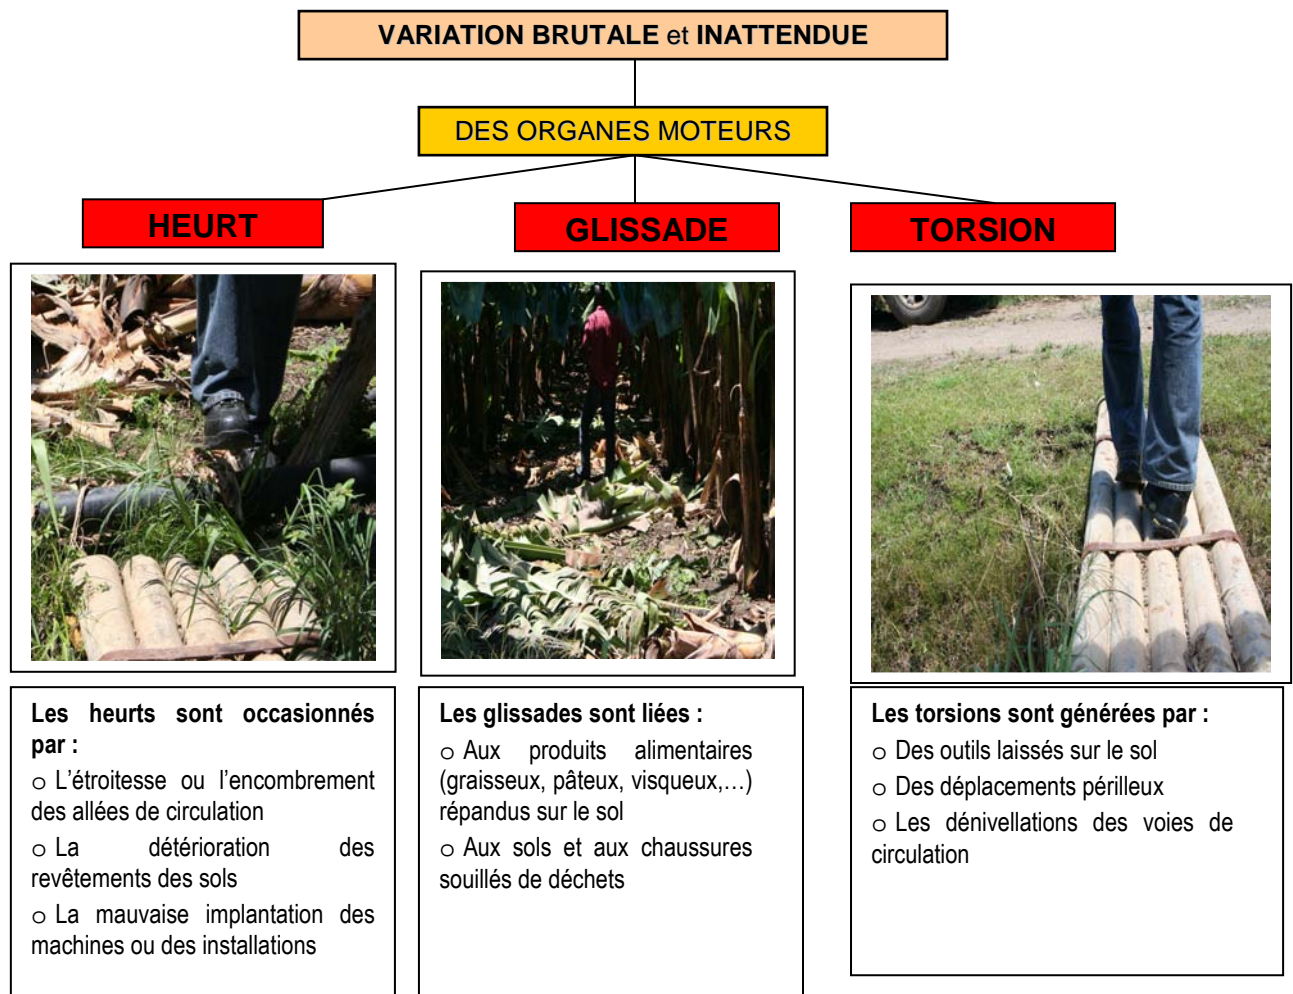 VARIATION BRUTALE et INATTENDUE
DES ORGANES MOTEURS
HEURT
GLISSADE
TORSION
Les heurts sont occasionnés
par :
o L’étroitesse ou l’encombrement
des allées de circulation
o La détérioration des
revêtements des sols
o La mauvaise implantation des
machines ou des installations
Les glissades sont liées :
o Aux produits alimentaires
(graisseux, pâteux, visqueux,…)
répandus sur le sol
o Aux sols et aux chaussures
souillés de déchets
Les torsions sont générées par :
o Des outils laissés sur le sol
o Des déplacements périlleux
o Les dénivellations des voies de
circulation